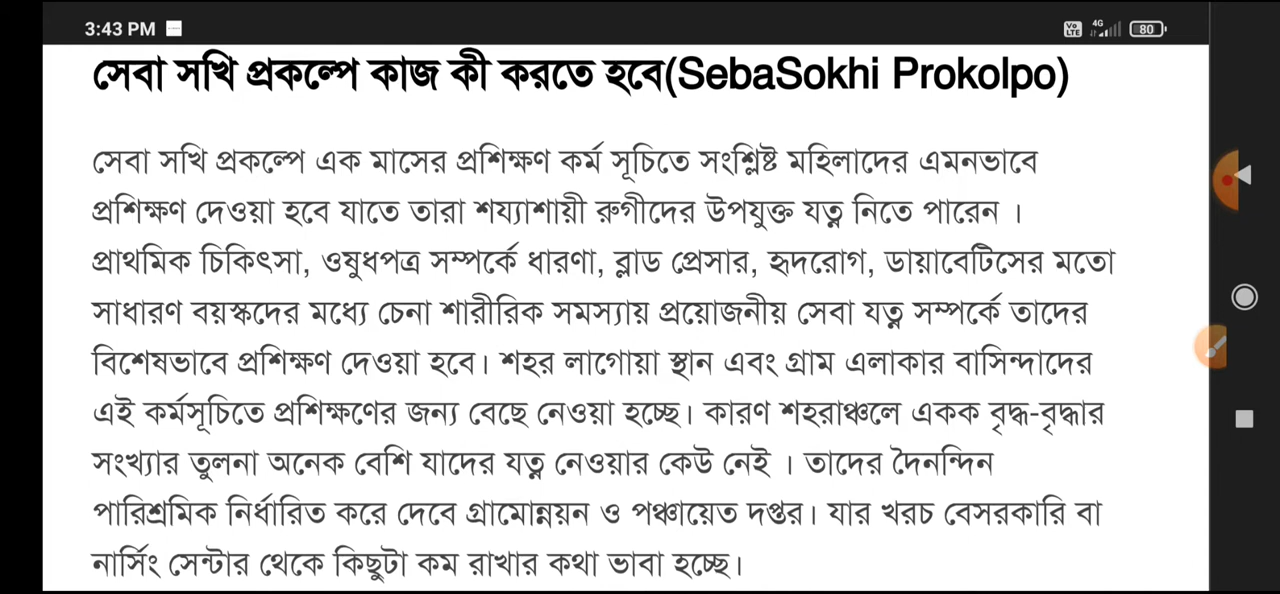 3:43 PM
Vo LTE 4G 80
সেবা সখি প্রকল্পে কাজ কী করতে হবে(SebaSokhi Prokolpo)
সেবা সখি প্রকল্পে এক মাসের প্রশিক্ষণ কর্ম সূচিতে সংশ্লিষ্ট মহিলাদের এমনভাবে
প্রশিক্ষণ দেওয়া হবে যাতে তারা শয্যাশায়ী রুগীদের উপযুক্ত যত্ন নিতে পারেন ।
প্রাথমিক চিকিৎসা, ওষুধপত্র সম্পর্কে ধারণা, ব্লাড প্রেসার, হৃদরোগ, ডায়াবেটিসের মতো
সাধারণ বয়স্কদের মধ্যে চেনা শারীরিক সমস্যায় প্রয়োজনীয় সেবা যত্ন সম্পর্কে তাদের
বিশেষভাবে প্রশিক্ষণ দেওয়া হবে। শহর লাগোয়া স্থান এবং গ্রাম এলাকার বাসিন্দাদের
এই কর্মসূচিতে প্রশিক্ষণের জন্য বেছে নেওয়া হচ্ছে। কারণ শহরাঞ্চলে একক বৃদ্ধ-বৃদ্ধার
সংখ্যার তুলনা অনেক বেশি যাদের যত্ন নেওয়ার কেউ নেই । তাদের দৈনন্দিন
পারিশ্রমিক নির্ধারিত করে দেবে গ্রামোন্নয়ন ও পঞ্চায়েত দপ্তর। যার খরচ বেসরকারি বা
নার্সিং সেন্টার থেকে কিছুটা কম রাখার কথা ভাবা হচ্ছে।